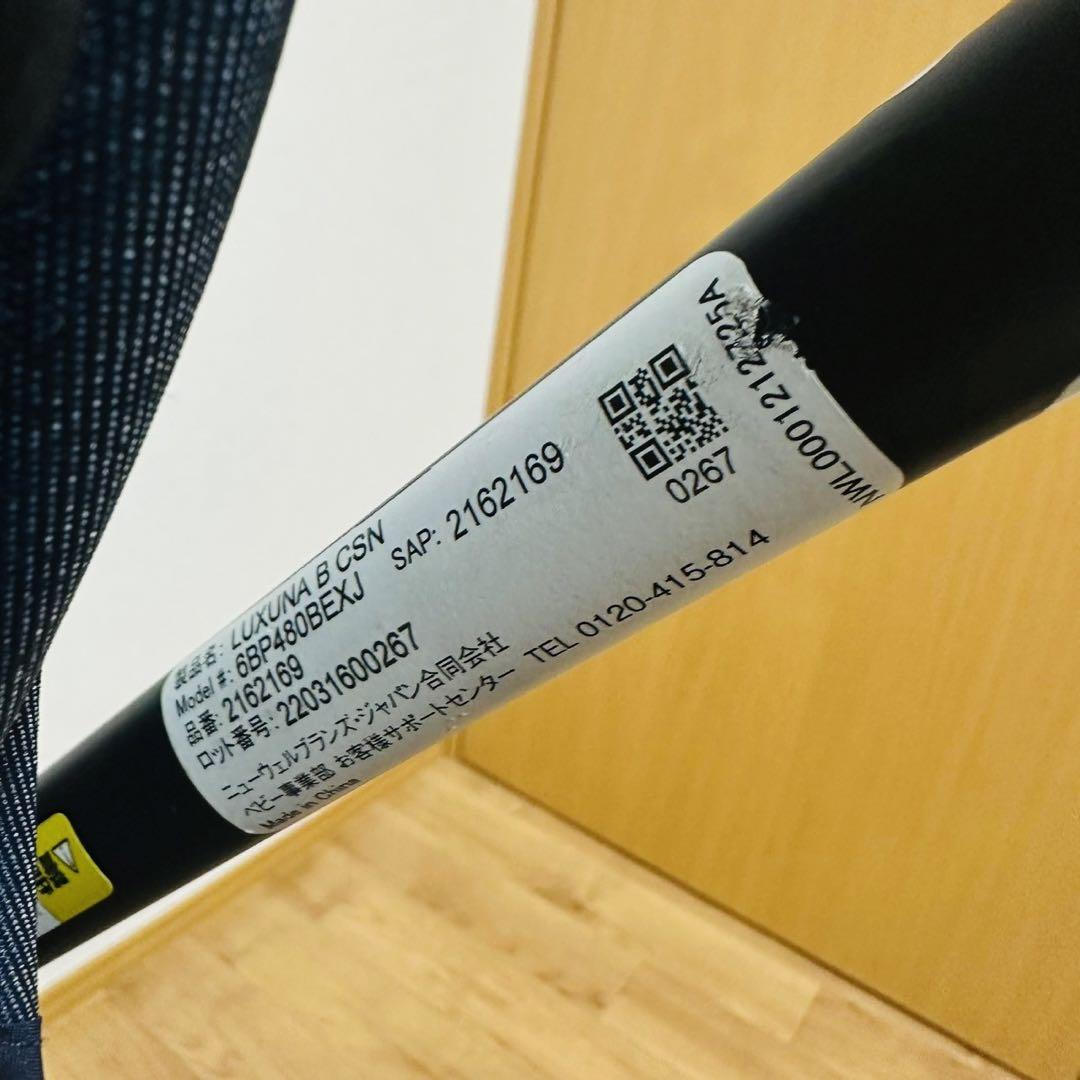 製品名: LUXUNA B CSN
Model #: 6BP480BEXJ
SAP: 2162169
品番: 2162169
ロット番号: 22031600267
ニューウェルブランズ・ジャパン合同会社
ベビー事業部 お客様サポートセンター TEL 0120-415-814
Made in China
0267